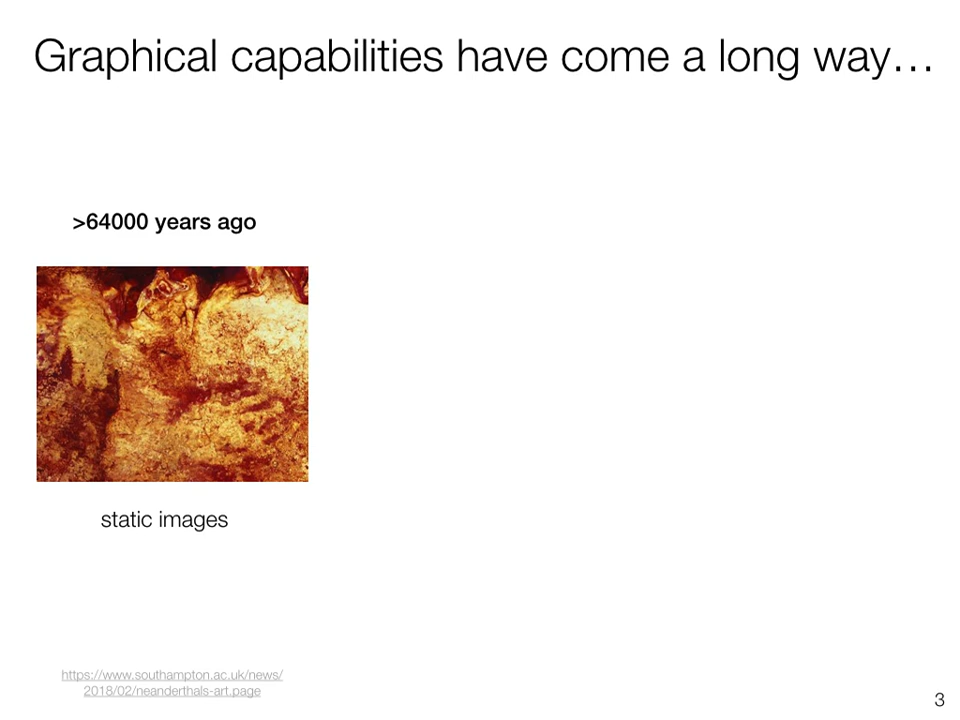 Graphical capabilities have come a long way…
>64000 years ago
static images
https://www.southampton.ac.uk/news/
2018/02/neanderthals-art.page
3